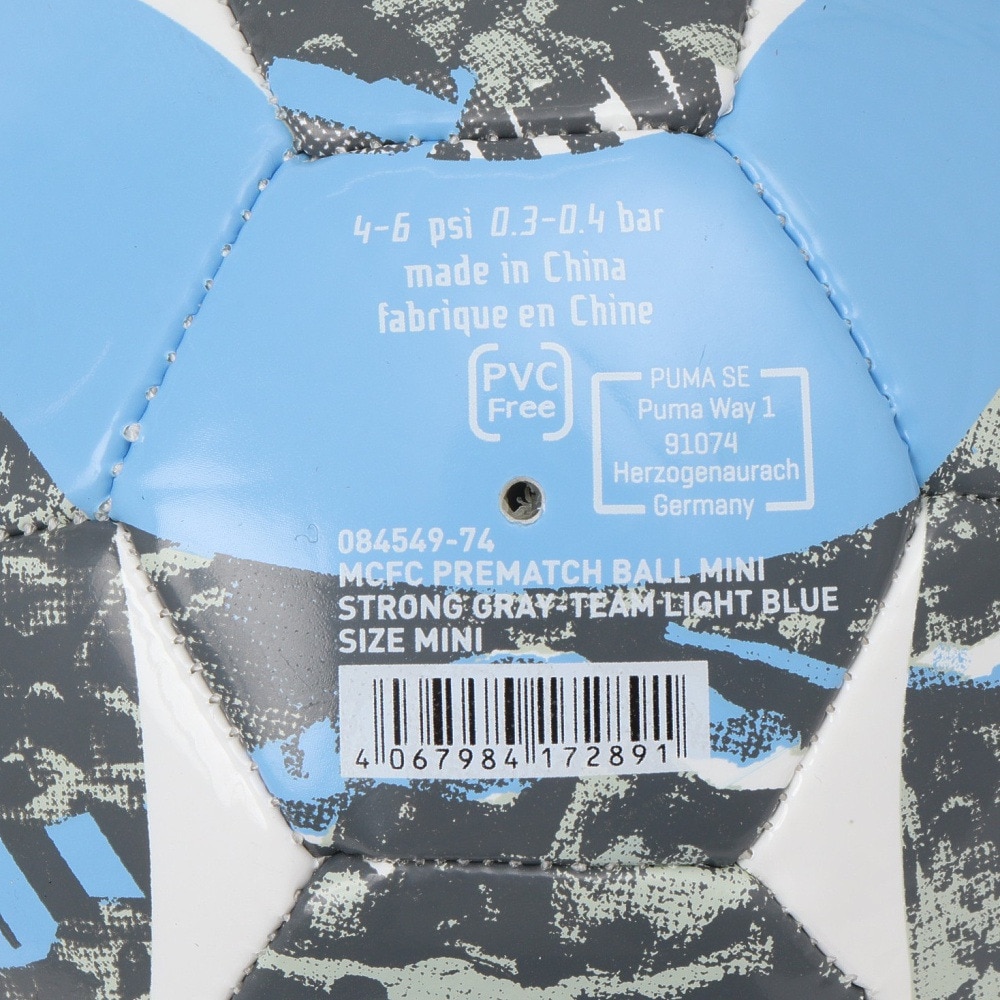 4-6 psi 0.3-0.4 bar
made in China
fabriqué en Chine
PVC
Free
PUMA SE
Puma Way 1
91074
Herzogenaurach
Germany
084549-74
MCFC PREMATCH BALL MINI
STRONG GRAY-TEAM LIGHT BLUE
SIZE MINI
4 067984 172891